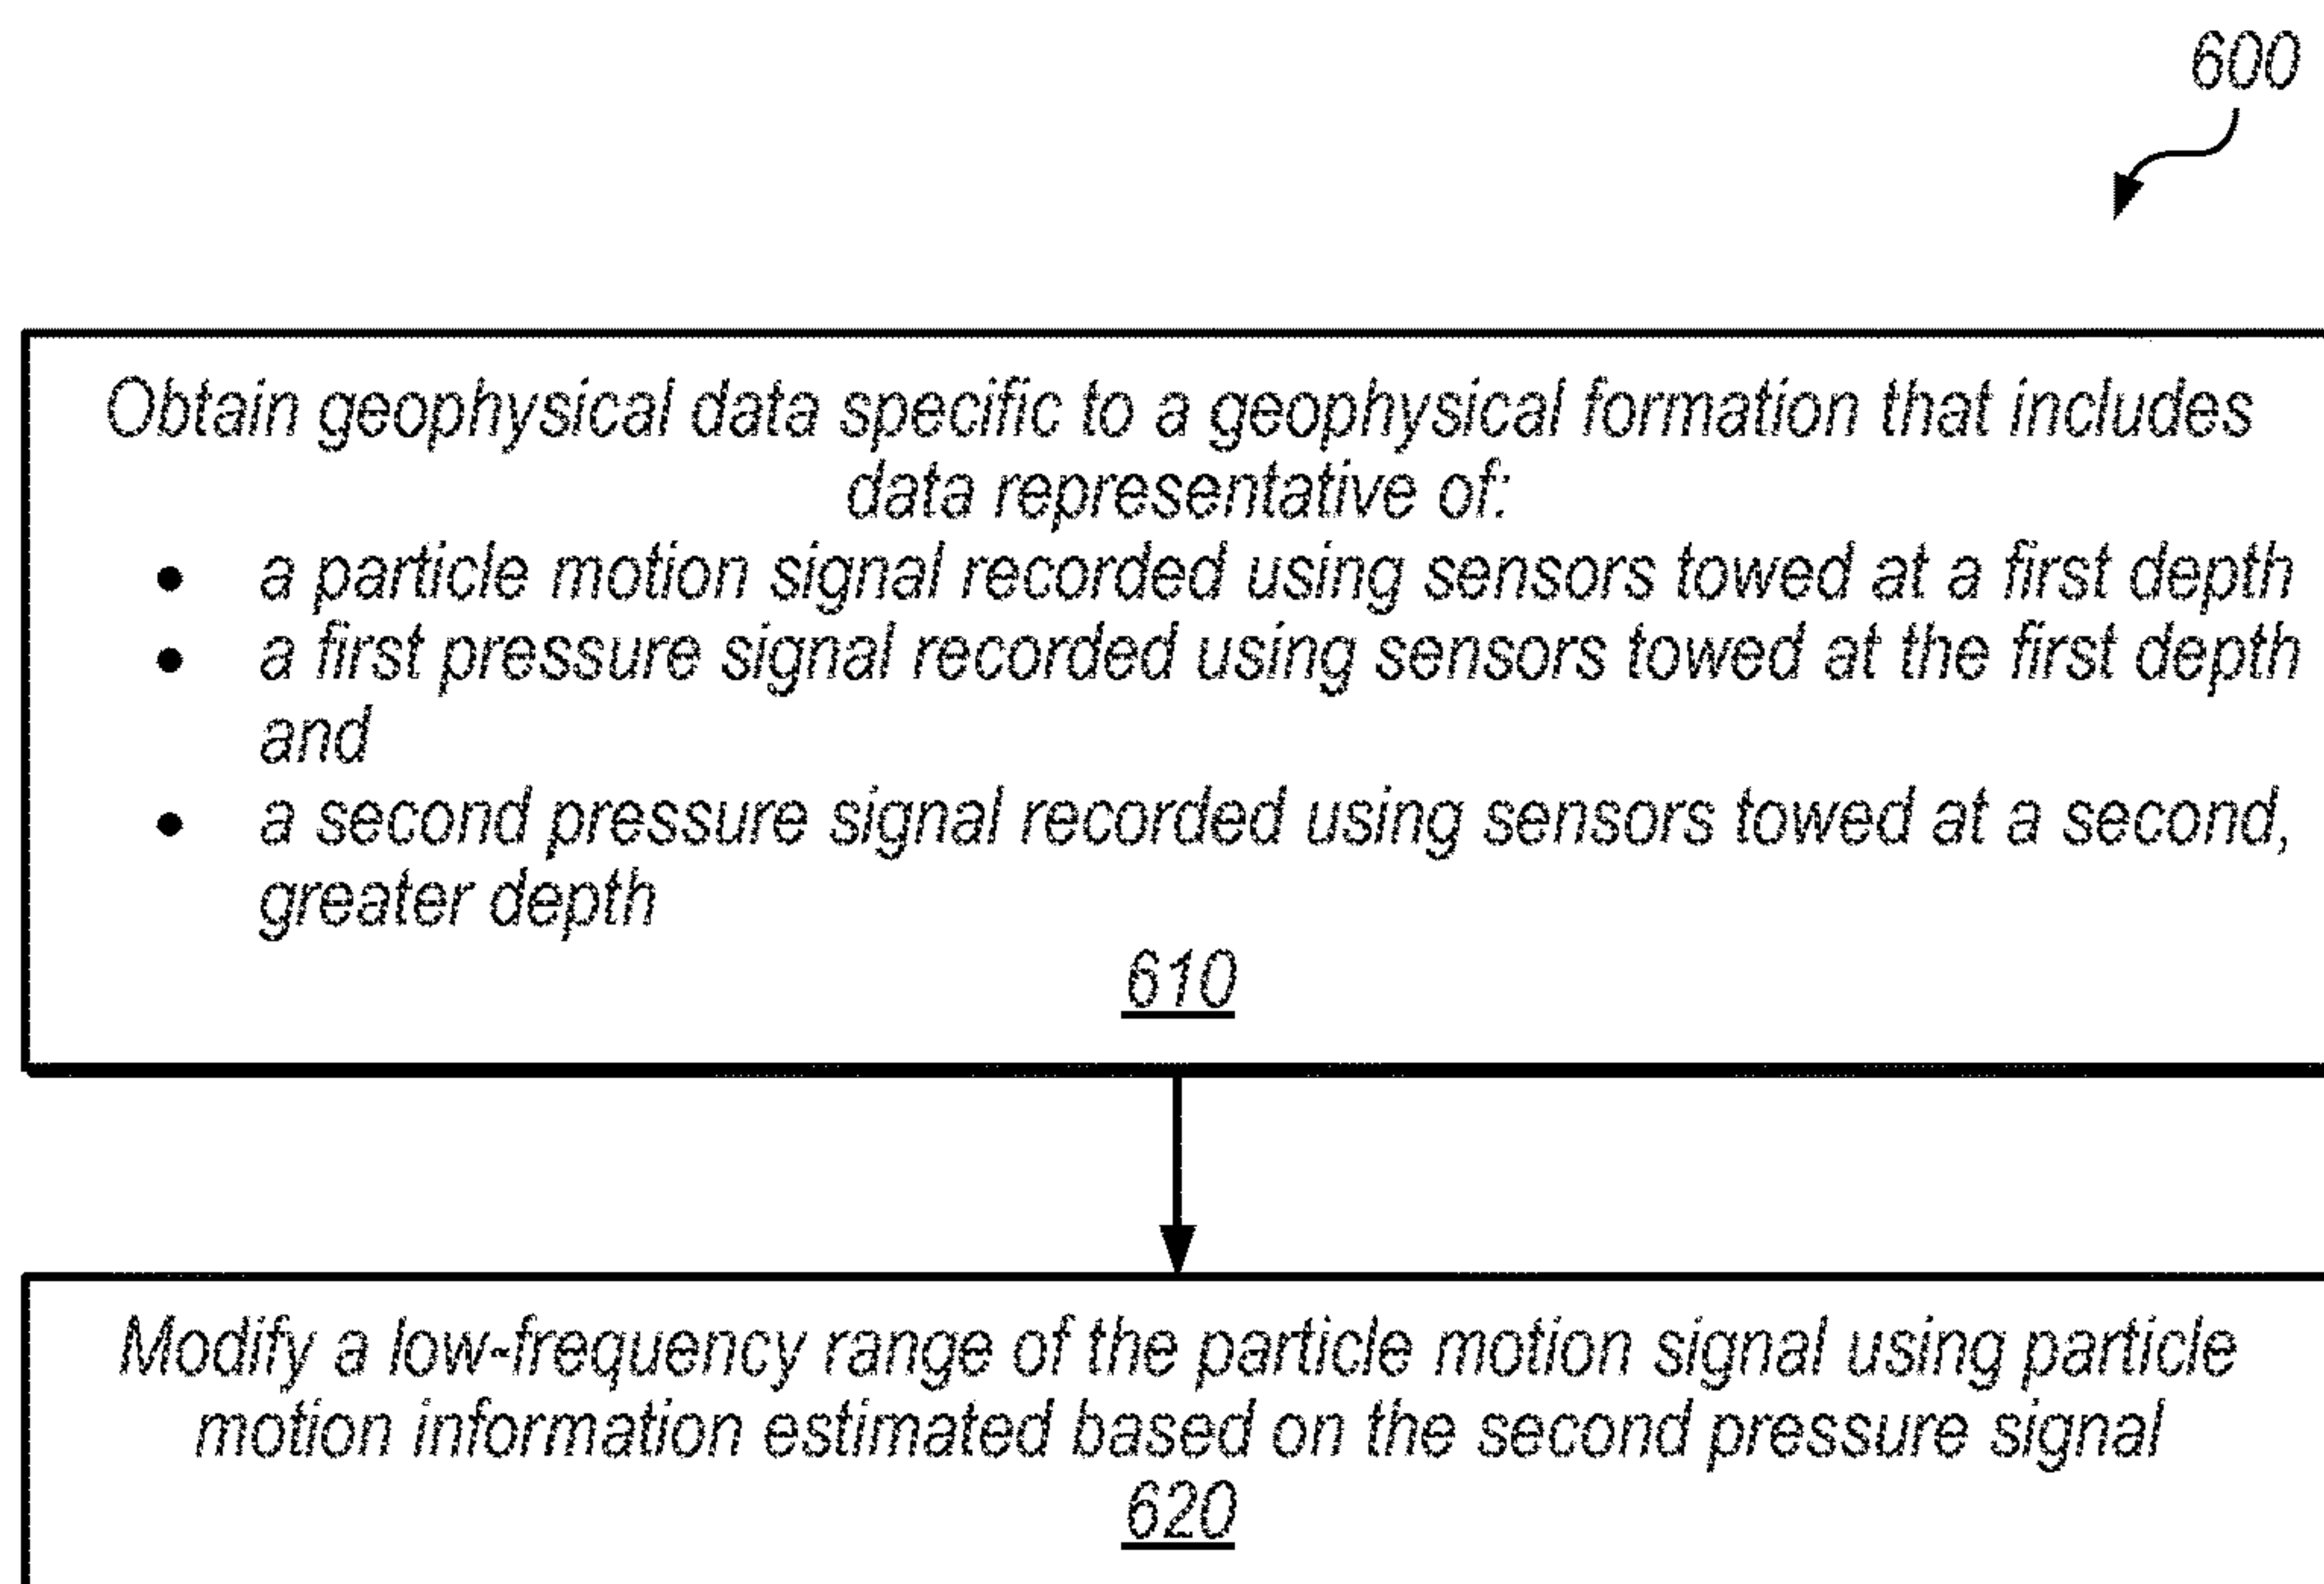 600
Obtain geophysical data specific to a geophysical formation that includes
data representative of:
• a particle motion signal recorded using sensors towed at a first depth
• a first pressure signal recorded using sensors towed at the first depth
and
• a second pressure signal recorded using sensors towed at a second,
greater depth
610
Modify a low-frequency range of the particle motion signal using particle
motion information estimated based on the second pressure signal
620